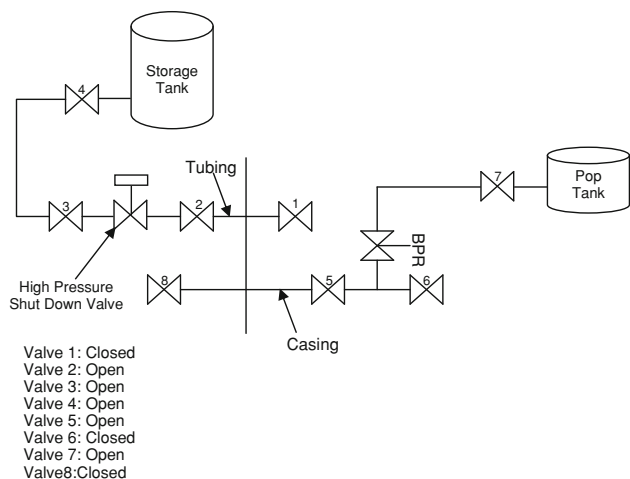 Storage
Tank
4
Tubing
7
Pop
Tank
3
2
1
BPR
High Pressure
Shut Down Valve
8
5
6
Casing
Valve 1: Closed
Valve 2: Open
Valve 3: Open
Valve 4: Open
Valve 5: Open
Valve 6: Closed
Valve 7: Open
Valve8:Closed